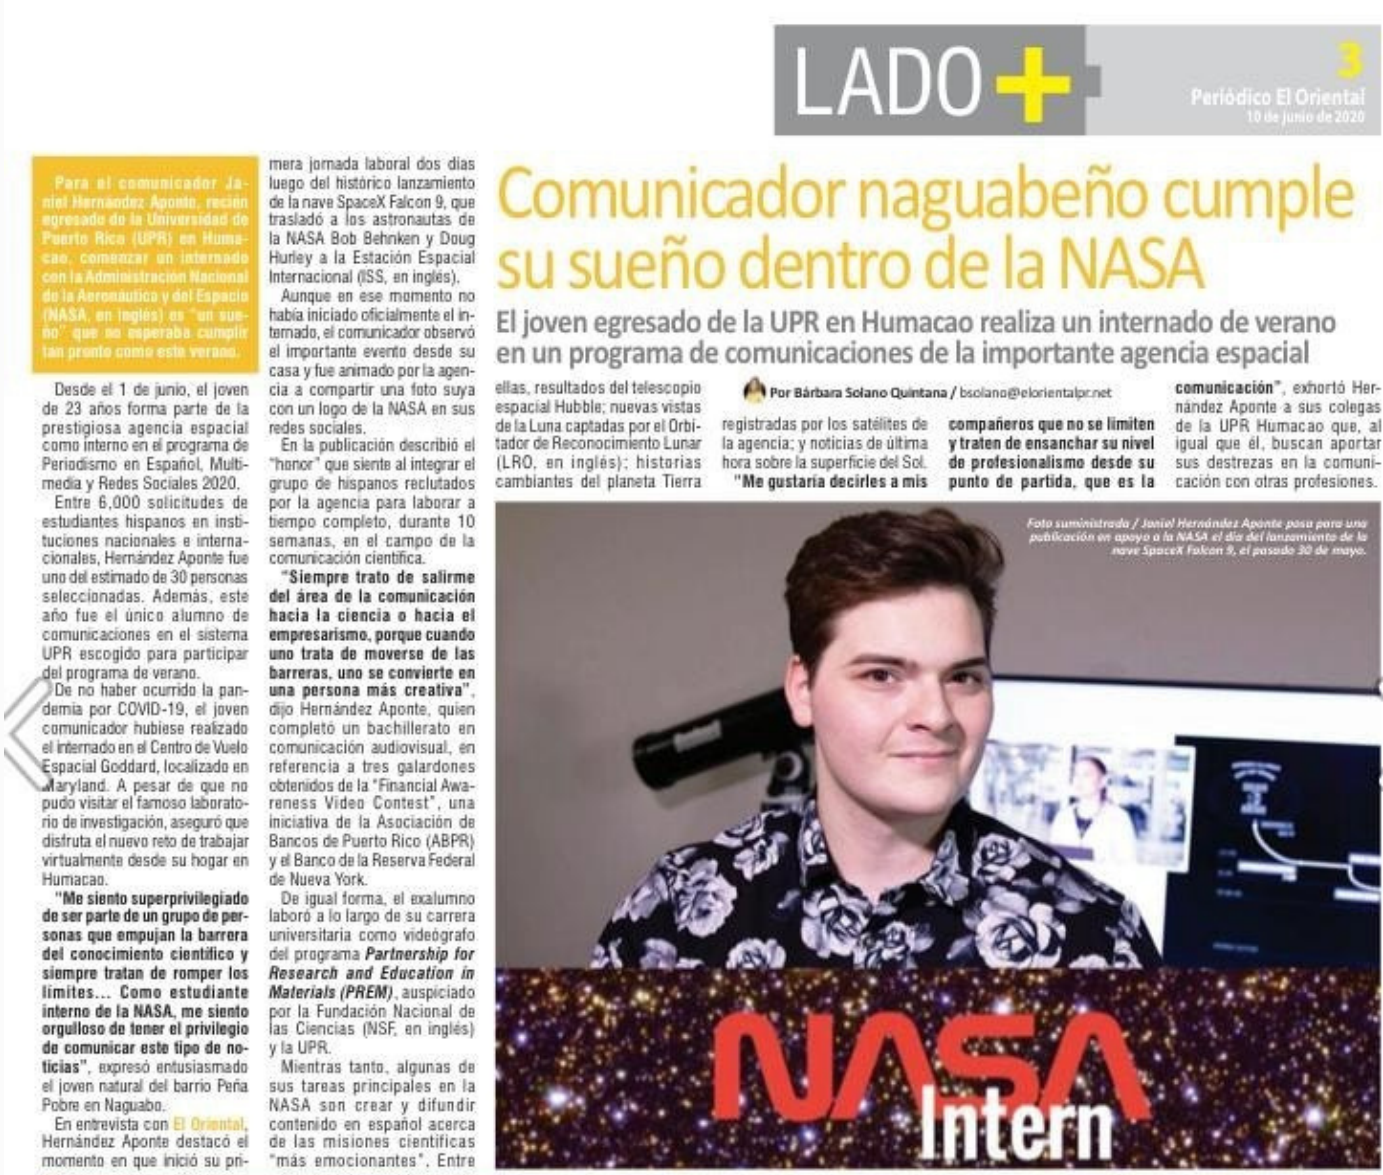 LADO +
3
Periódico El Oriental
10 de junio de 2020
Comunicador naguabeño cumple
su sueño dentro de la NASA
El joven egresado de la UPR en Humacao realiza un internado de verano
en un programa de comunicaciones de la importante agencia espacial
Por Bárbara Solano Quintana / bsolano@elorientalpr.net
Para el comunicador Ja-
niel Hernández Aponte, recién
egresado de la Universidad de
Puerto Rico (UPR) en Huma-
cao, comenzar un internado
con la Administración Nacional
de la Aeronáutica y del Espacio
(NASA, en inglés) es "un sue-
ño" que no esperaba cumplir
tan pronto como este verano.
Desde el 1 de junio, el joven
de 23 años forma parte de la
prestigiosa agencia espacial
como interno en el programa de
Periodismo en Español, Multi-
media y Redes Sociales 2020.
Entre 6,000 solicitudes de
estudiantes hispanos en insti-
tuciones nacionales e interna-
cionales, Hernández Aponte fue
uno del estimado de 30 personas
seleccionadas. Además, este
año fue el único alumno de
comunicaciones en el sistema
UPR escogido para participar
del programa de verano.
De no haber ocurrido la pan-
demia por COVID-19, el joven
comunicador hubiese realizado
el internado en el Centro de Vuelo
Espacial Goddard, localizado en
Maryland. A pesar de que no
pudo visitar el famoso laborato-
rio de investigación, aseguró que
disfruta el nuevo reto de trabajar
virtualmente desde su hogar en
Humacao.
"Me siento superprivilegiado
de ser parte de un grupo de per-
sonas que empujan la barrera
del conocimiento científico y
siempre tratan de romper los
límites... Como estudiante
interno de la NASA, me siento
orgulloso de tener el privilegio
de comunicar este tipo de no-
ticias", expresó entusiasmado
el joven natural del barrio Peña
Pobre en Naguabo.
En entrevista con El Oriental,
Hernández Aponte destacó el
momento en que inició su pri-
mera jornada laboral dos días
luego del histórico lanzamiento
de la nave SpaceX Falcon 9, que
trasladó a los astronautas de
la NASA Bob Behnken y Doug
Hurley a la Estación Espacial
Internacional (ISS, en inglés).
Aunque en ese momento no
había iniciado oficialmente el in-
ternado, el comunicador observó
el importante evento desde su
casa y fue animado por la agen-
cia a compartir una foto suya
con un logo de la NASA en sus
redes sociales.
En la publicación describió el
"honor" que siente al integrar el
grupo de hispanos reclutados
por la agencia para laborar a
tiempo completo, durante 10
semanas, en el campo de la
comunicación científica.
"Siempre trato de salirme
del área de la comunicación
hacia la ciencia o hacia el
empresarismo, porque cuando
uno trata de moverse de las
barreras, uno se convierte en
una persona más creativa",
dijo Hernández Aponte, quien
completó un bachillerato en
comunicación audiovisual, en
referencia a tres galardones
obtenidos de la "Financial Awa-
reness Video Contest", una
iniciativa de la Asociación de
Bancos de Puerto Rico (ABPR)
y el Banco de la Reserva Federal
de Nueva York.
De igual forma, el exalumno
laboró a lo largo de su carrera
universitaria como videógrafo
del programa Partnership for
Research and Education in
Materials (PREM), auspiciado
por la Fundación Nacional de
las Ciencias (NSF, en inglés)
y la UPR.
Mientras tanto, algunas de
sus tareas principales en la
NASA son crear y difundir
contenido en español acerca
de las misiones científicas
"más emocionantes". Entre
ellas, resultados del telescopio
espacial Hubble; nuevas vistas
de la Luna captadas por el Orbi-
tador de Reconocimiento Lunar
(LRO, en inglés); historias
cambiantes del planeta Tierra
registradas por los satélites de
la agencia; y noticias de última
hora sobre la superficie del Sol.
"Me gustaría decirles a mis
compañeros que no se limiten
y traten de ensanchar su nivel
de profesionalismo desde su
punto de partida, que es la
comunicación", exhortó Her-
nández Aponte a sus colegas
de la UPR Humacao que, al
igual que él, buscan aportar
sus destrezas en la comuni-
cación con otras profesiones.
Foto suministrada / Janiel Hernández Aponte posa para una
publicación en apoyo a la NASA el día del lanzamiento de la
nave SpaceX Falcon 9, el pasado 30 de mayo.
NASA
Intern